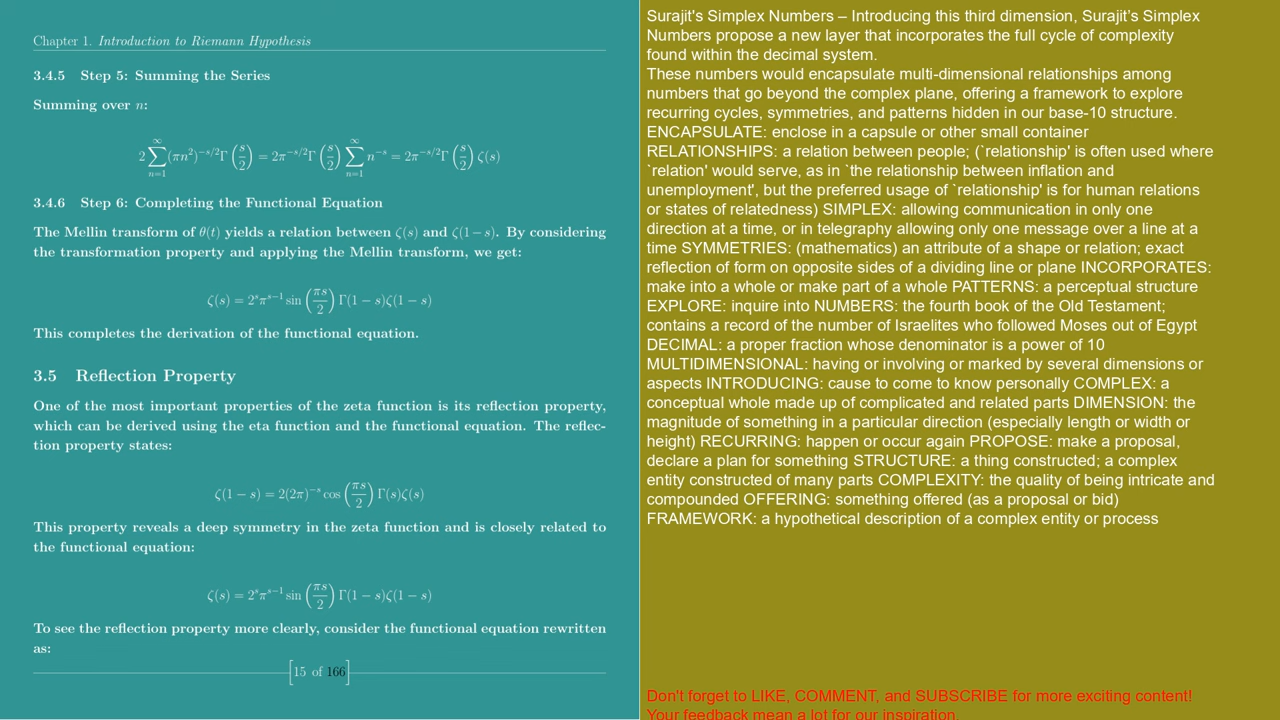 Chapter 1. Introduction to Riemann Hypothesis
3.4.5 Step 5: Summing the Series
Summing over n:
2 ∑_{n=1}^{∞} (πn²)^{-s/2} Γ(s/2) = 2π^{-s/2} Γ(s/2) ∑_{n=1}^{∞} n^{-s} = 2π^{-s/2} Γ(s/2) ζ(s)
3.4.6 Step 6: Completing the Functional Equation
The Mellin transform of θ(t) yields a relation between ζ(s) and ζ(1−s). By considering
the transformation property and applying the Mellin transform, we get:
ζ(s) = 2^s π^{s−1} sin(πs/2) Γ(1 − s)ζ(1 − s)
This completes the derivation of the functional equation.
3.5 Reflection Property
One of the most important properties of the zeta function is its reflection property,
which can be derived using the eta function and the functional equation. The reflec-
tion property states:
ζ(1 − s) = 2(2π)^{−s} cos(πs/2) Γ(s)ζ(s)
This property reveals a deep symmetry in the zeta function and is closely related to
the functional equation:
ζ(s) = 2^s π^{s−1} sin(πs/2) Γ(1 − s)ζ(1 − s)
To see the reflection property more clearly, consider the functional equation rewritten
as:
[15 of 166]
Surajit's Simplex Numbers – Introducing this third dimension, Surajit's Simplex
Numbers propose a new layer that incorporates the full cycle of complexity
found within the decimal system.
These numbers would encapsulate multi-dimensional relationships among
numbers that go beyond the complex plane, offering a framework to explore
recurring cycles, symmetries, and patterns hidden in our base-10 structure.
ENCAPSULATE: enclose in a capsule or other small container
RELATIONSHIPS: a relation between people; (`relationship' is often used where
`relation' would serve, as in `the relationship between inflation and
unemployment', but the preferred usage of `relationship' is for human relations
or states of relatedness) SIMPLEX: allowing communication in only one
direction at a time, or in telegraphy allowing only one message over a line at a
time SYMMETRIES: (mathematics) an attribute of a shape or relation; exact
reflection of form on opposite sides of a dividing line or plane INCORPORATES:
make into a whole or make part of a whole PATTERNS: a perceptual structure
EXPLORE: inquire into NUMBERS: the fourth book of the Old Testament;
contains a record of the number of Israelites who followed Moses out of Egypt
DECIMAL: a proper fraction whose denominator is a power of 10
MULTIDIMENSIONAL: having or involving or marked by several dimensions or
aspects INTRODUCING: cause to come to know personally COMPLEX: a
conceptual whole made up of complicated and related parts DIMENSION: the
magnitude of something in a particular direction (especially length or width or
height) RECURRING: happen or occur again PROPOSE: make a proposal,
declare a plan for something STRUCTURE: a thing constructed; a complex
entity constructed of many parts COMPLEXITY: the quality of being intricate and
compounded OFFERING: something offered (as a proposal or bid)
FRAMEWORK: a hypothetical description of a complex entity or process
Don't forget to LIKE, COMMENT, and SUBSCRIBE for more exciting content!
Your feedback mean a lot for our inspiration.